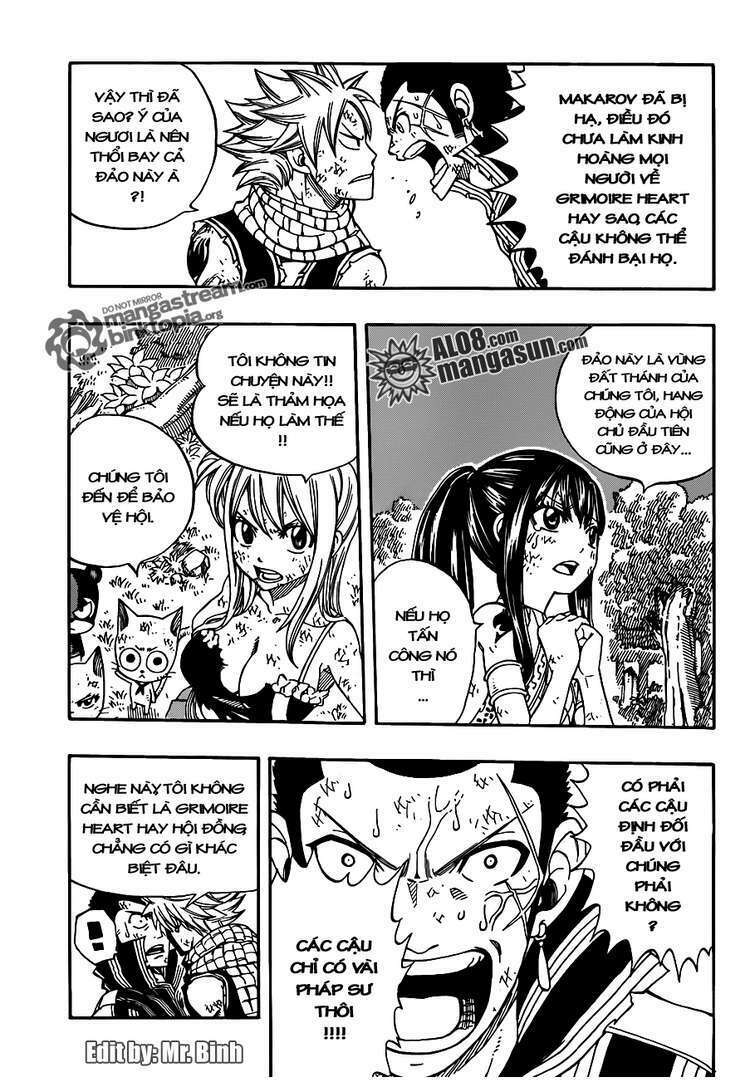 MAKAROV ĐÃ BỊ
HẠ, ĐIỀU ĐÓ
CHƯA LÀM KINH
HOÀNG MỌI
NGƯỜI VỀ
GRIMOIRE HEART
HAY SAO, CÁC
CẬU KHÔNG THỂ
ĐÁNH BẠI HỌ.
VẬY THÌ ĐÃ
SAO? Ý CỦA
NGƯƠI LÀ NÊN
THỔI BAY CẢ
ĐẢO NÀY À
?!
DO NOT MIRROR
mangastream.com
binktopia.org
AL08.com
mangasun.com
ĐẢO NÀY LÀ VÙNG
ĐẤT THÁNH CỦA
CHÚNG TÔI, HANG
ĐỘNG CỦA HỘI
CHỦ ĐẦU TIÊN
CŨNG Ở ĐÂY...
NẾU HỌ
TẤN
CÔNG NÓ
THÌ
...
TÔI KHÔNG TIN
CHUYỆN NÀY!!
SẼ LÀ THẢM HỌA
NẾU HỌ LÀM THẾ
!!
CHÚNG TÔI
ĐẾN ĐỂ BẢO
VỆ HỘI.
CÓ PHẢI
CÁC CẬU
ĐỊNH ĐỐI
ĐẦU VỚI
CHÚNG PHẢI
KHÔNG
?
CÁC CẬU
CHỈ CÓ VÀI
PHÁP SƯ
THÔI
!!!!
NGHE NÀY, TÔI KHÔNG
CẦN BIẾT LÀ GRIMOIRE
HEART HAY HỘI ĐỒNG,
CHẲNG CÓ GÌ KHÁC
BIỆT ĐÂU.
!
Edit by: Mr. Binh